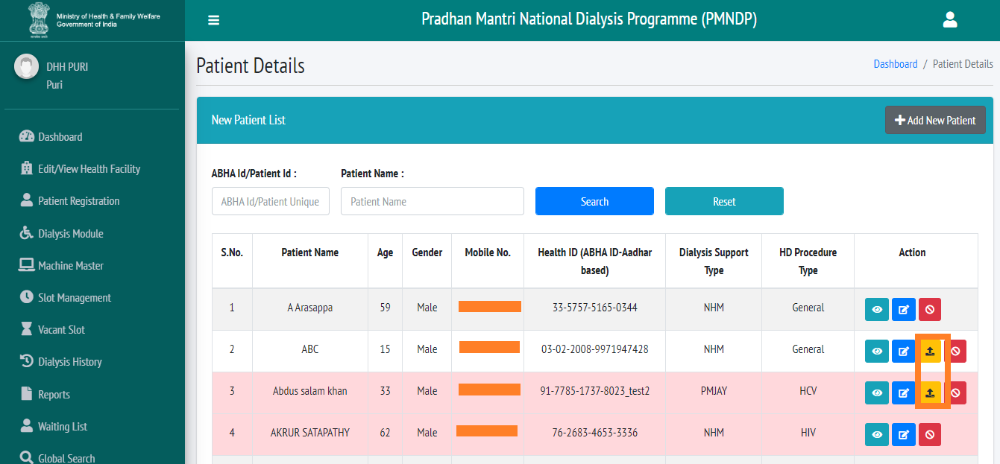 Ministry of Health & Family Welfare
Government of India
Pradhan Mantri National Dialysis Programme (PMNDP)
DHH PURI
Puri
Dashboard
Edit/View Health Facility
Patient Registration
Dialysis Module
Machine Master
Slot Management
Vacant Slot
Dialysis History
Reports
Waiting List
Global Search
Patient Details
Dashboard / Patient Details
New Patient List
Add New Patient
ABHA Id/Patient Id : Patient Name :
ABHA Id/Patient Unique Patient Name Search Reset
S.No. Patient Name Age Gender Mobile No. Health ID (ABHA ID-Aadhar based) Dialysis Support Type HD Procedure Type Action
1 A Arasappa 59 Male 33-5757-5165-0344 NHM General
2 ABC 15 Male 03-02-2008-9971947428 NHM General
3 Abdus salam khan 33 Male 91-7785-1737-8023_test2 PMJAY HCV
4 AKRUR SATAPATHY 62 Male 76-2683-4653-3336 NHM HIV